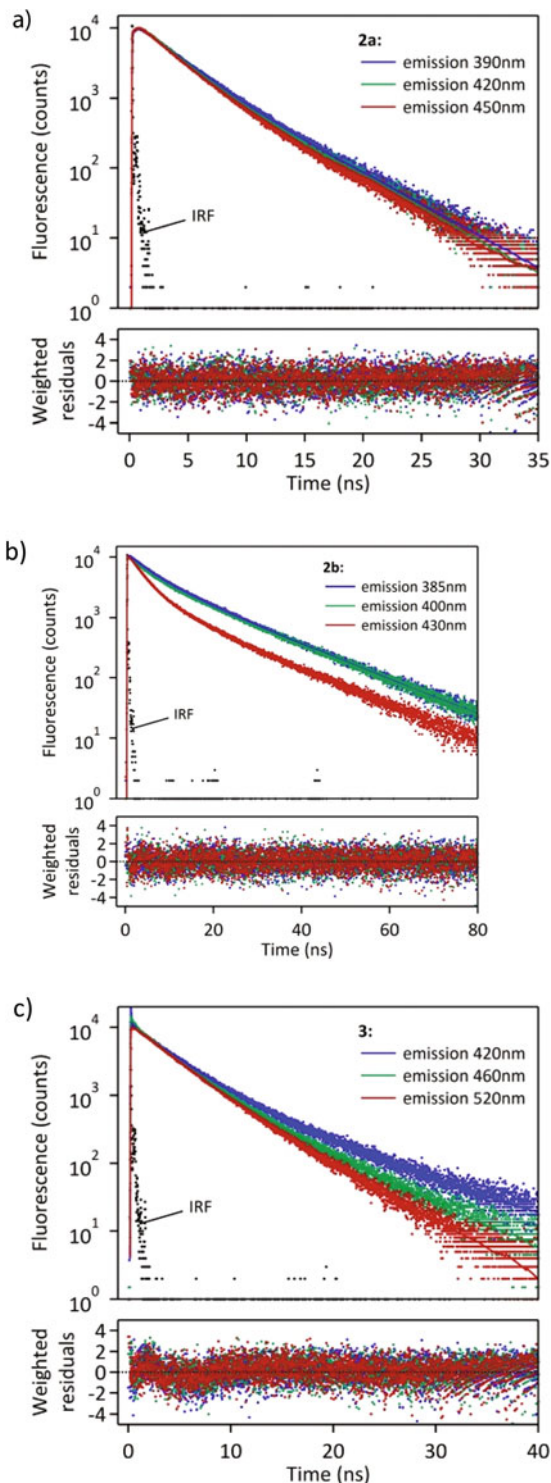 a)
2a:
emission 390nm
emission 420nm
emission 450nm
IRF
Fluorescence (counts)
10⁴
10³
10²
10¹
10⁰
Weighted residuals
4
2
0
-2
-4
0 5 10 15 20 25 30 35
Time (ns)
b)
2b:
emission 385nm
emission 400nm
emission 430nm
IRF
Fluorescence (counts)
10⁴
10³
10²
10¹
10⁰
Weighted residuals
4
2
0
-2
-4
0 20 40 60 80
Time (ns)
c)
3:
emission 420nm
emission 460nm
emission 520nm
IRF
Fluorescence (counts)
10⁴
10³
10²
10¹
10⁰
Weighted residuals
4
2
0
-2
-4
0 10 20 30 40
Time (ns)